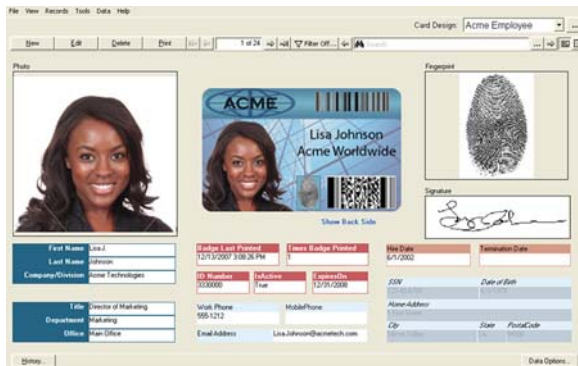 File View Records Tools Data Help
Card Design: Acme Employee
New Edit Delete Print 1 of 24 Filter Off... Search
Photo
Fingerprint
ACME
Lisa Johnson
Acme Worldwide
Show Back Side
Signature
First Name Lisa J.
Last Name Johnson
Company/Division Acme Technologies
Badge Last Printed Times Badge Printed
12/13/2007 3:08:26 PM 1
Hire Date Termination Date
6/1/2002
ID Number InActive ExpiresOn
3330000 True 12/31/2008
SSN Date of Birth
Title Director of Marketing
Department Marketing
Office Main Office
Work Phone MobilePhone
555-1212
Home Address
City State PostalCode
Email Address Lisa.Johnson@acmetech.com
History... Data Options...